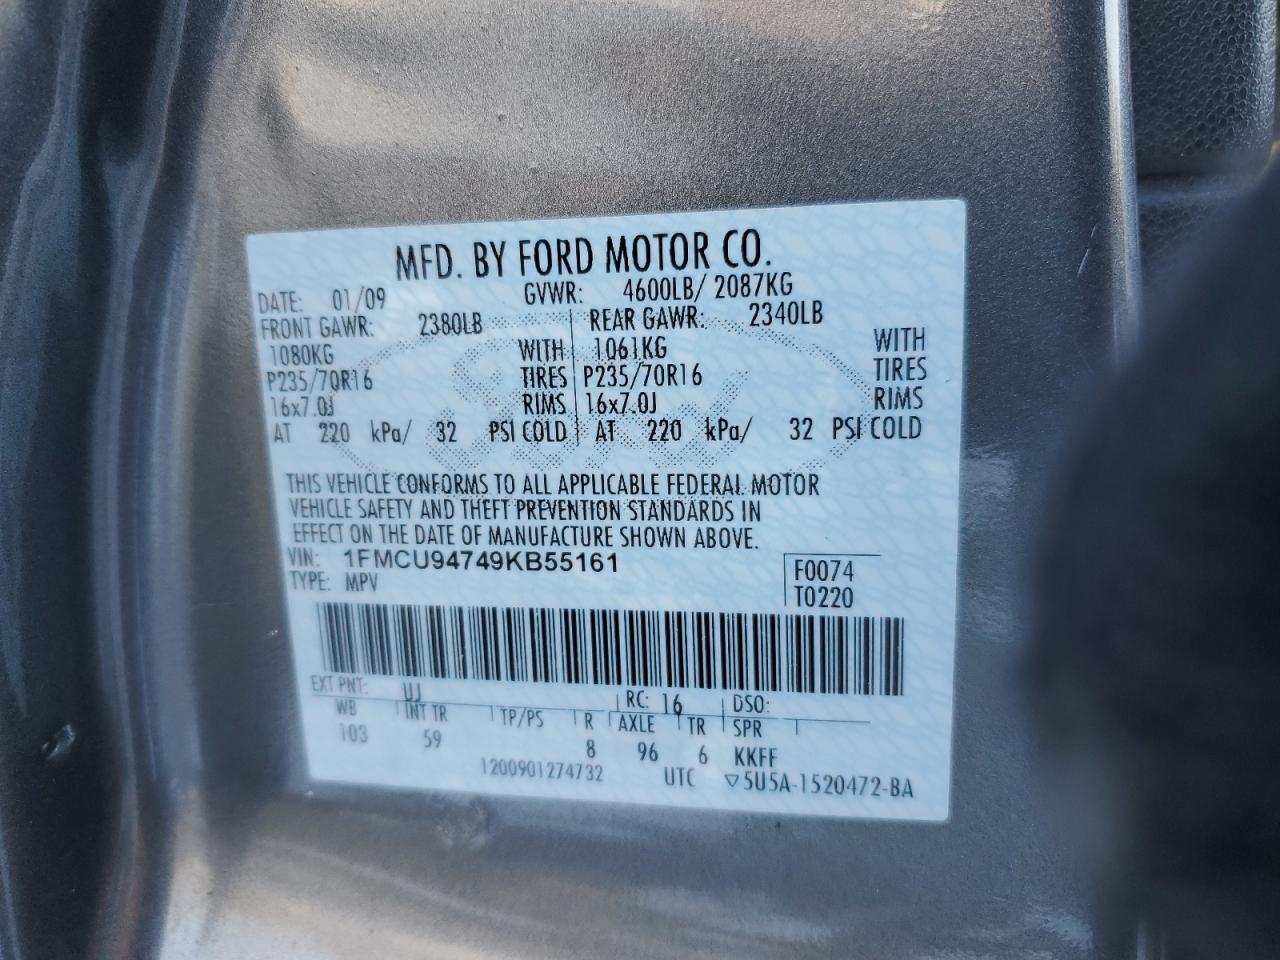 MFD. BY FORD MOTOR CO.
DATE: 01/09 GVWR: 4600LB/ 2087KG
FRONT GAWR: 2380LB REAR GAWR: 2340LB
1080KG WITH 1061KG WITH
P235/70R16 TIRES P235/70R16 TIRES
16x7.0J RIMS 16x7.0J RIMS
AT 220 kPa/ 32 PSI COLD AT 220 kPa/ 32 PSI COLD
THIS VEHICLE CONFORMS TO ALL APPLICABLE FEDERAL MOTOR
VEHICLE SAFETY AND THEFT PREVENTION STANDARDS IN
EFFECT ON THE DATE OF MANUFACTURE SHOWN ABOVE.
VIN: 1FMCU94749KB55161 F0074
TYPE: MPV T0220
EXT PNT: UJ RC: 16 DSO:
WB INT TR TP/PS R AXLE TR SPR
103 59 8 96 6 KKFF
1200901274732 UTC ▽5U5A-1520472-BA